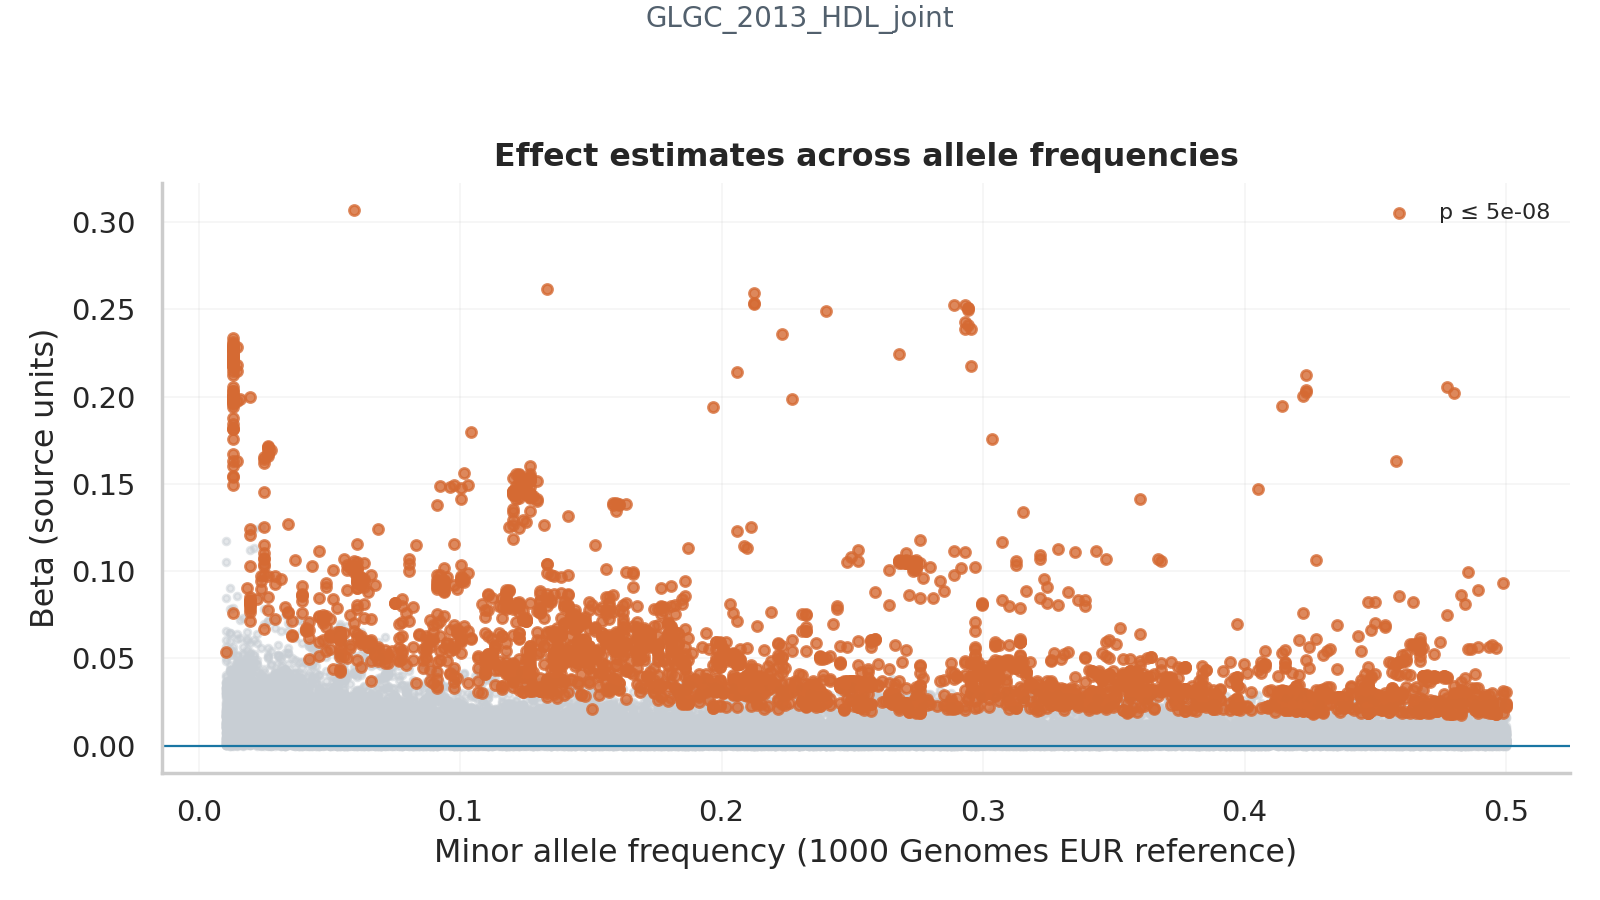 GLGC_2013_HDL_joint
Effect estimates across allele frequencies
p ≤ 5e-08
Beta (source units)
0.30
0.25
0.20
0.15
0.10
0.05
0.00
0.0 0.1 0.2 0.3 0.4 0.5
Minor allele frequency (1000 Genomes EUR reference)